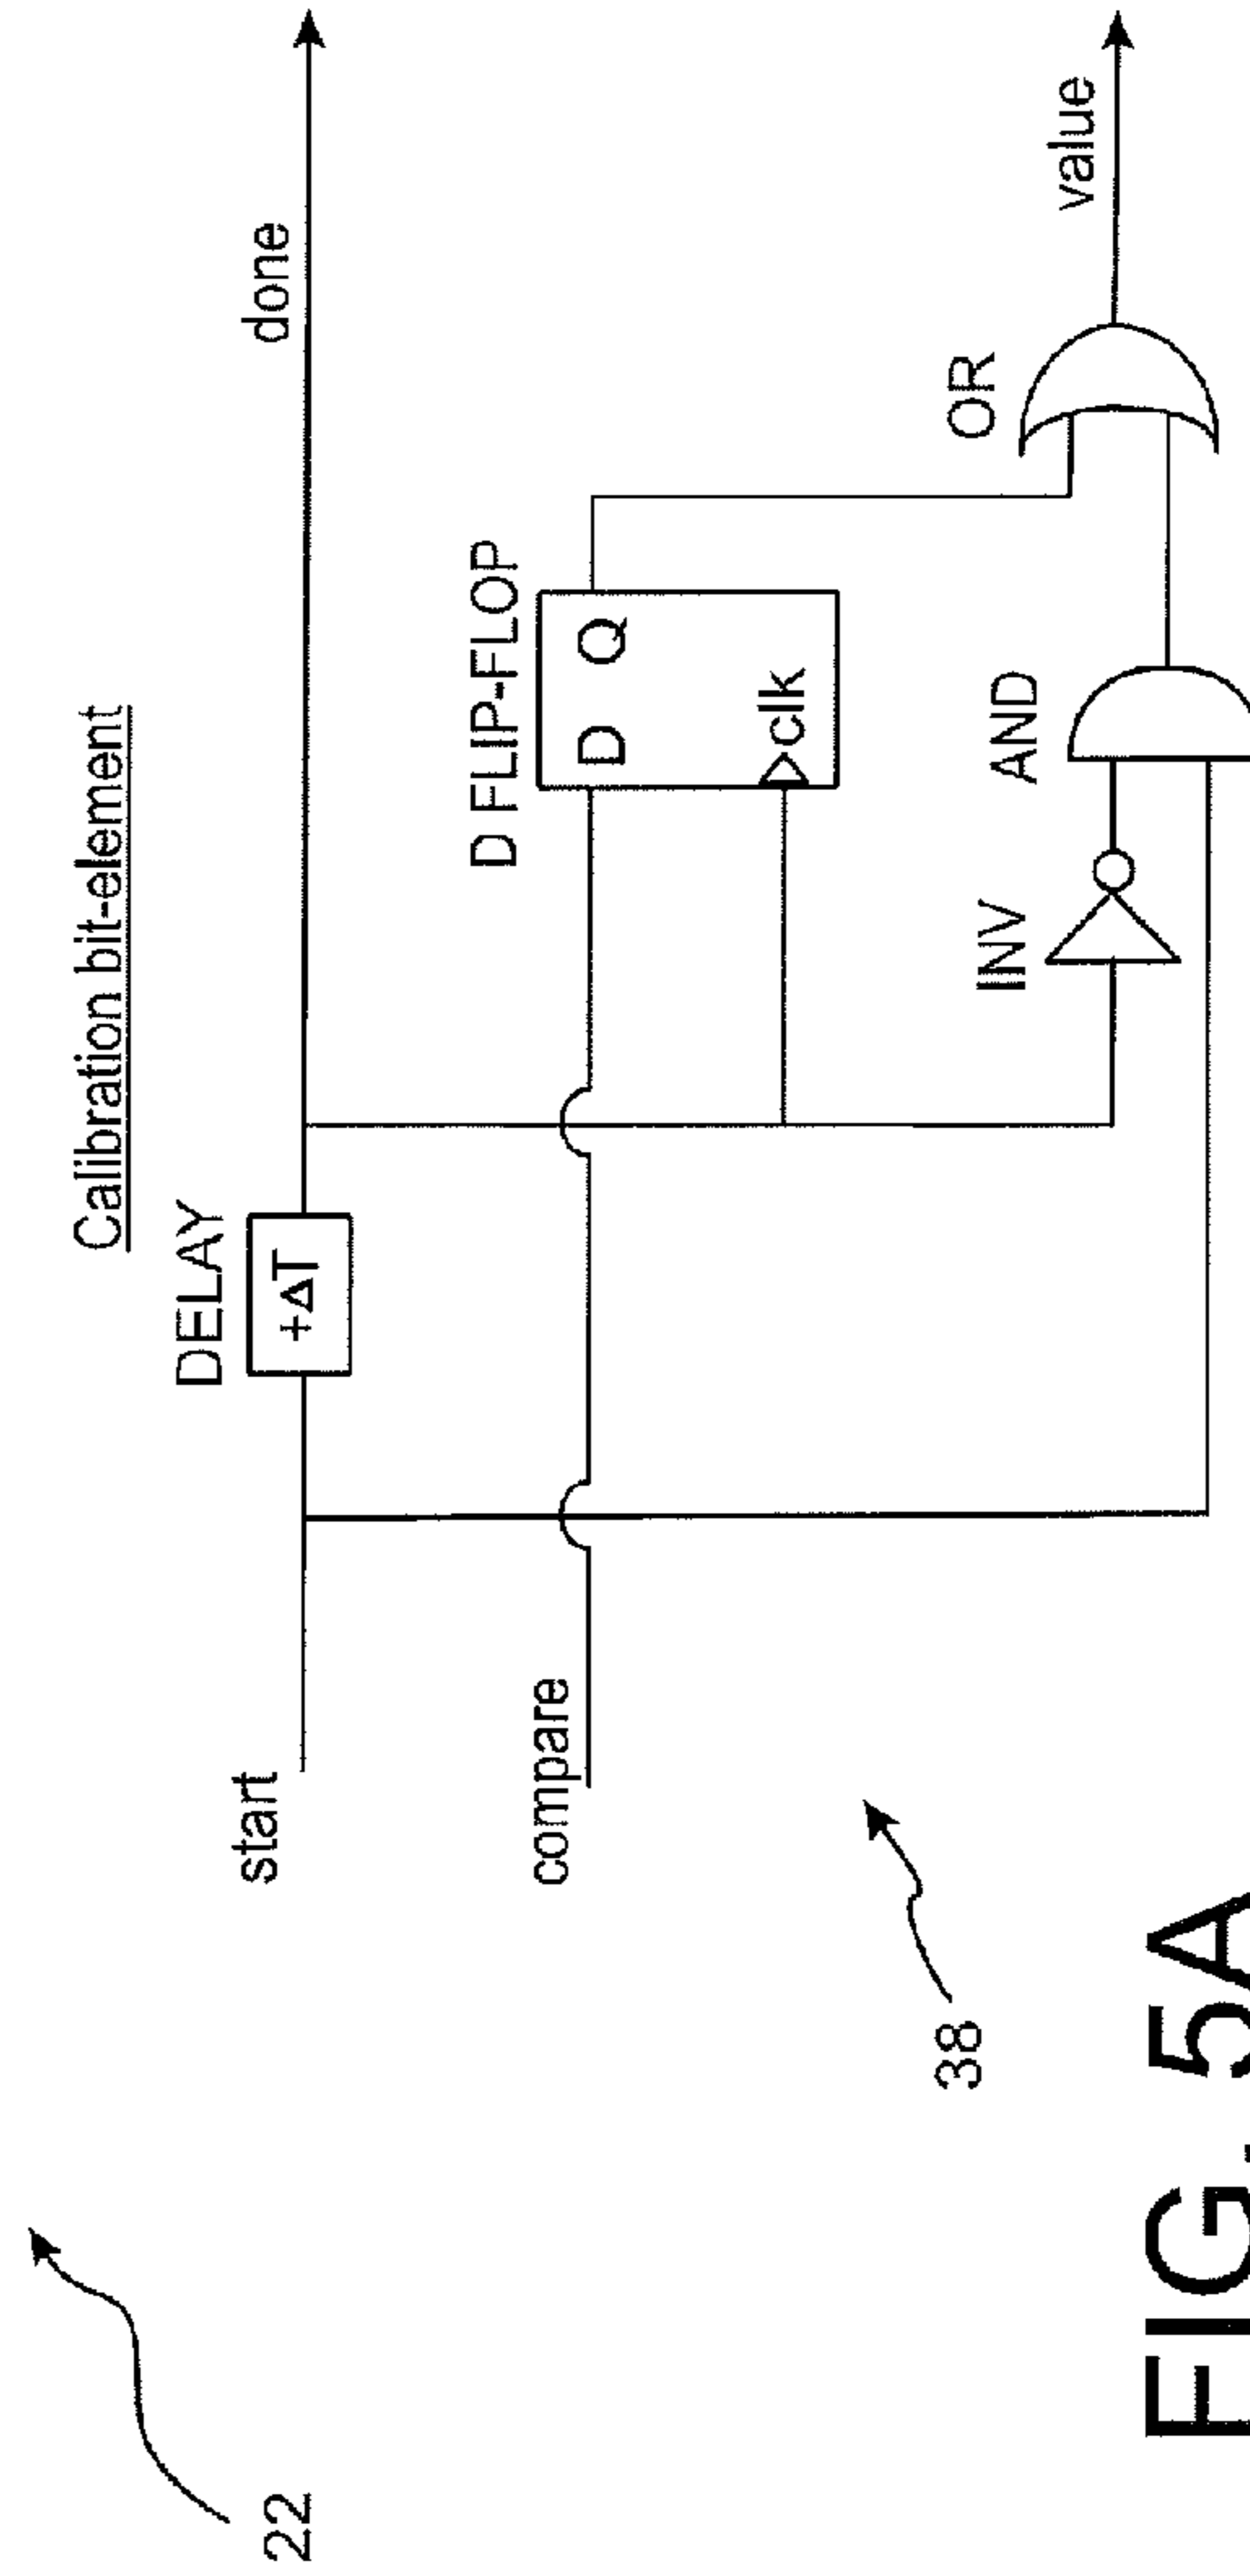 Calibration bit-element
22
start
DELAY
+ΔT
done
compare
D FLIP-FLOP
D Q
clk
38
INV
AND
OR
value
FIG. 5A